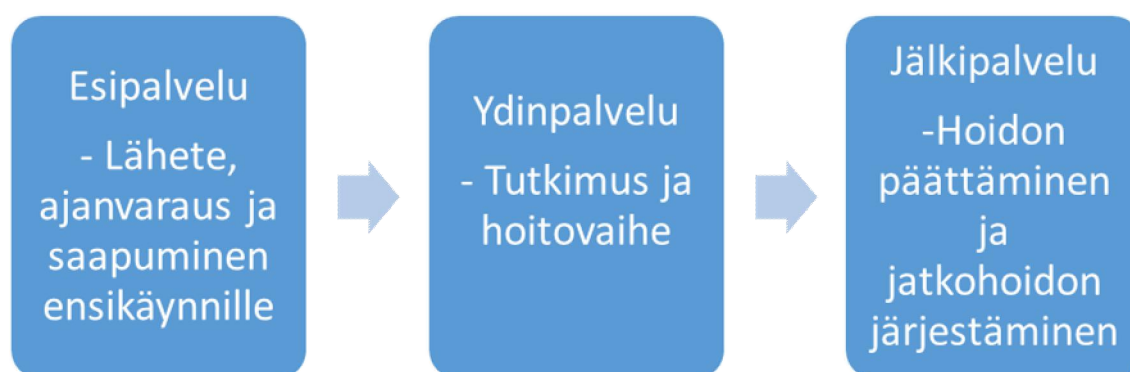 Esipalvelu
- Lähete,
ajanvaraus ja
saapuminen
ensikäynnille
Ydinpalvelu
- Tutkimus ja
hoitovaihe
Jälkipalvelu
-Hoidon
päättäminen
ja
jatkohoidon
järjestäminen